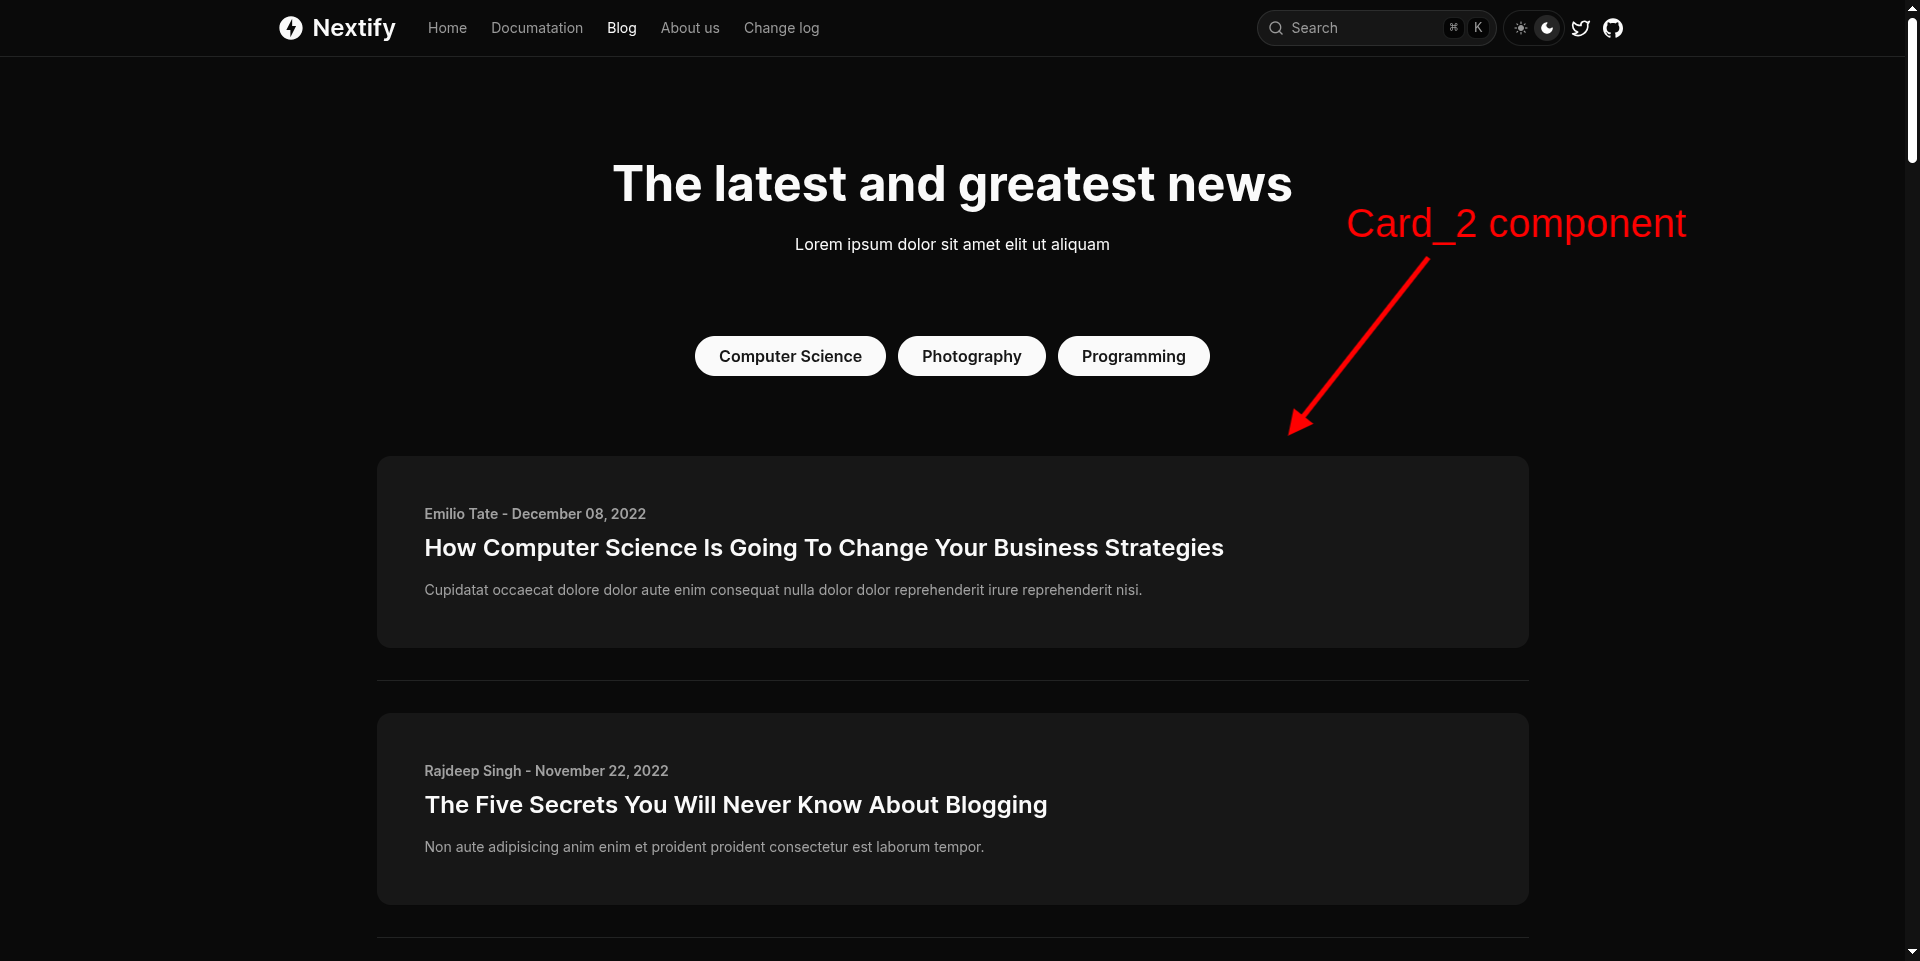 Nextify Home Documatation Blog About us Change log Search ⌘ K
The latest and greatest news
Card_2 component
Lorem ipsum dolor sit amet elit ut aliquam
Computer Science Photography Programming
Emilio Tate - December 08, 2022
How Computer Science Is Going To Change Your Business Strategies
Cupidatat occaecat dolore dolor aute enim consequat nulla dolor dolor reprehenderit irure reprehenderit nisi.
Rajdeep Singh - November 22, 2022
The Five Secrets You Will Never Know About Blogging
Non aute adipisicing anim enim et proident proident consectetur est laborum tempor.